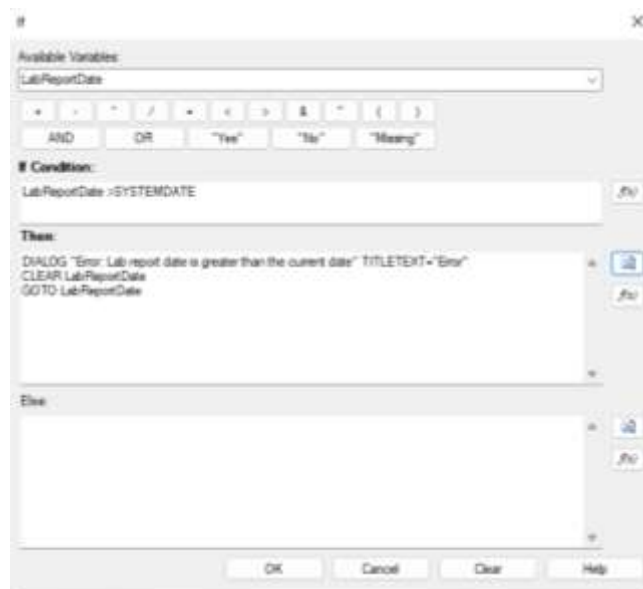 If
Available Variables:
LabReportDate
+ - * / = < > & " ( )
AND OR "Yes" "No" "Missing"
If Condition:
LabReportDate >SYSTEMDATE
Then:
DIALOG "Error: Lab report date is greater than the current date" TITLETEXT="Error"
CLEAR LabReportDate
GOTO LabReportDate
Else:
OK Cancel Clear Help